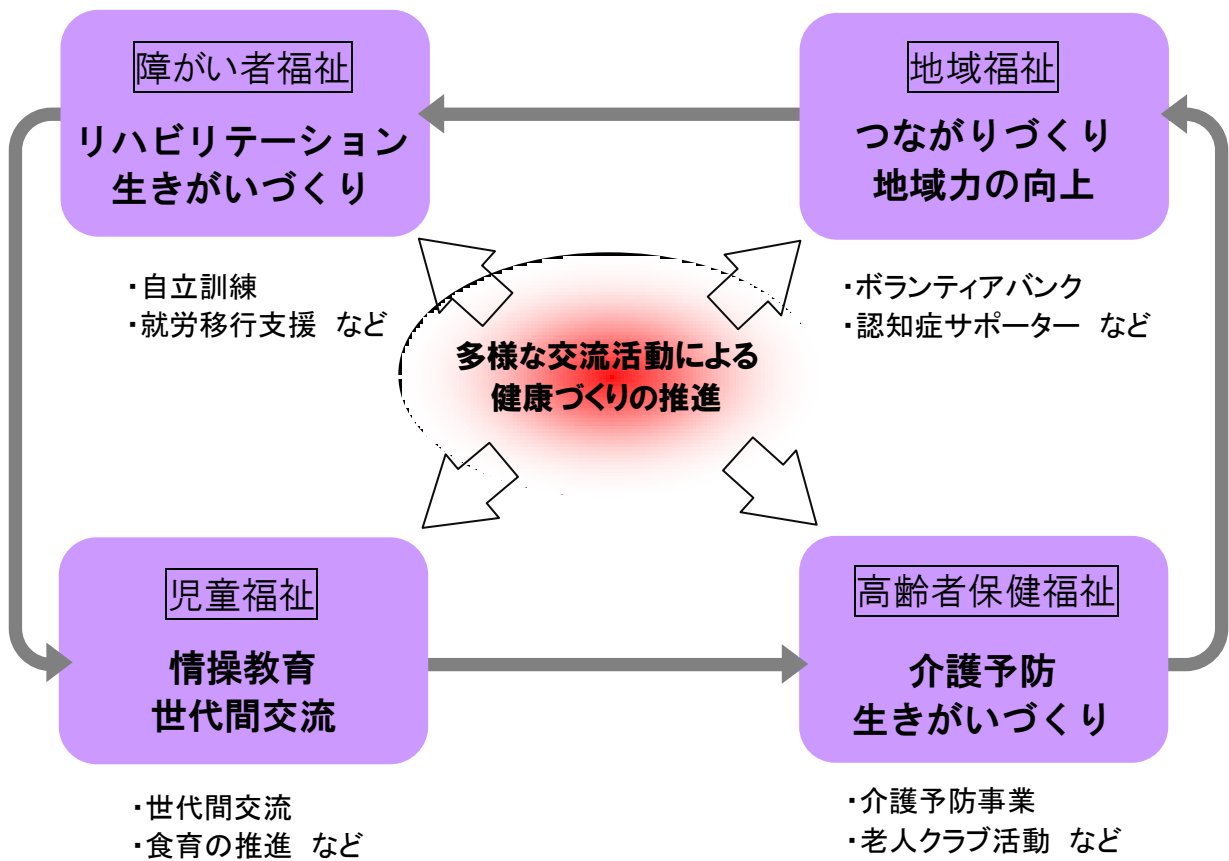 障がい者福祉
リハビリテーション
生きがいづくり
・自立訓練
・就労移行支援 など
地域福祉
つながりづくり
地域力の向上
・ボランティアバンク
・認知症サポーター など
多様な交流活動による
健康づくりの推進
児童福祉
情操教育
世代間交流
・世代間交流
・食育の推進 など
高齢者保健福祉
介護予防
生きがいづくり
・介護予防事業
・老人クラブ活動 など